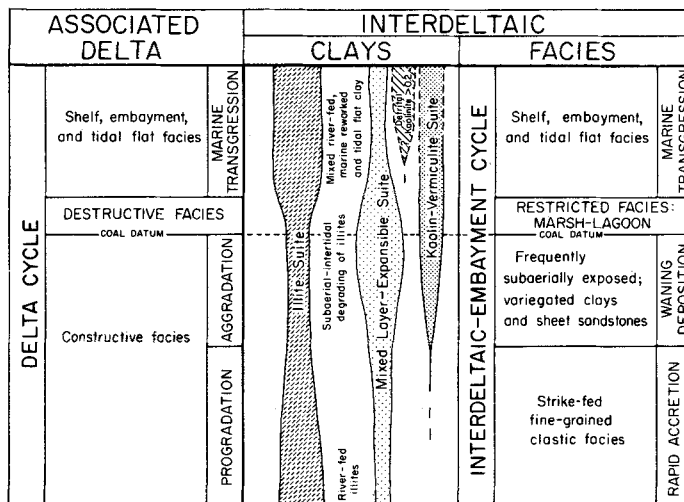 ASSOCIATED
DELTA
INTERDELTAIC
CLAYS
FACIES
DELTA CYCLE
Shelf, embayment,
and tidal flat facies
MARINE
TRANSGRESSION
DESTRUCTIVE FACIES
COAL DATUM
Constructive facies
AGGRADATION
PROGRADATION
Illite Suite
Mixed river-fed,
marine reworked
and tidal flat clay
Subaerial-intertidal
degrading of illites
River-fed
illites
Mixed Layer-Expansible Suite
Detrital
kaolinite >0.2
Kaolin-Vermiculite Suite
INTERDELTAIC-EMBAYMENT CYCLE
Shelf, embayment,
and tidal flat facies
MARINE
TRANSGRESSION
RESTRICTED FACIES:
MARSH-LAGOON
COAL DATUM
Frequently
subaerially exposed;
variegated clays
and sheet sandstones
WANING
DEPOSITION
Strike-fed
fine-grained
clastic facies
RAPID ACCRETION